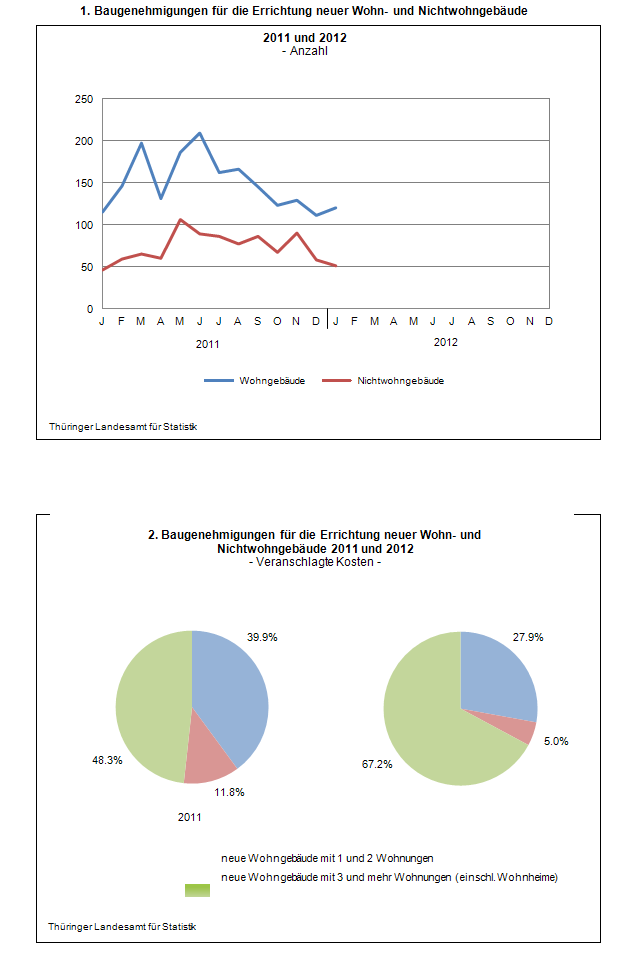 1. Baugenehmigungen für die Errichtung neuer Wohn- und Nichtwohngebäude
2011 und 2012
- Anzahl
250
200
150
100
50
0
J F M A M J J A S O N D J F M A M J J A S O N D
2011 2012
Wohngebäude Nichtwohngebäude
Thüringer Landesamt für Statistik
2. Baugenehmigungen für die Errichtung neuer Wohn- und
Nichtwohngebäude 2011 und 2012
- Veranschlagte Kosten -
39.9% 27.9%
5.0%
48.3% 67.2%
11.8%
2011
neue Wohngebäude mit 1 und 2 Wohnungen
neue Wohngebäude mit 3 und mehr Wohnungen (einschl. Wohnheime)
Thüringer Landesamt für Statistik